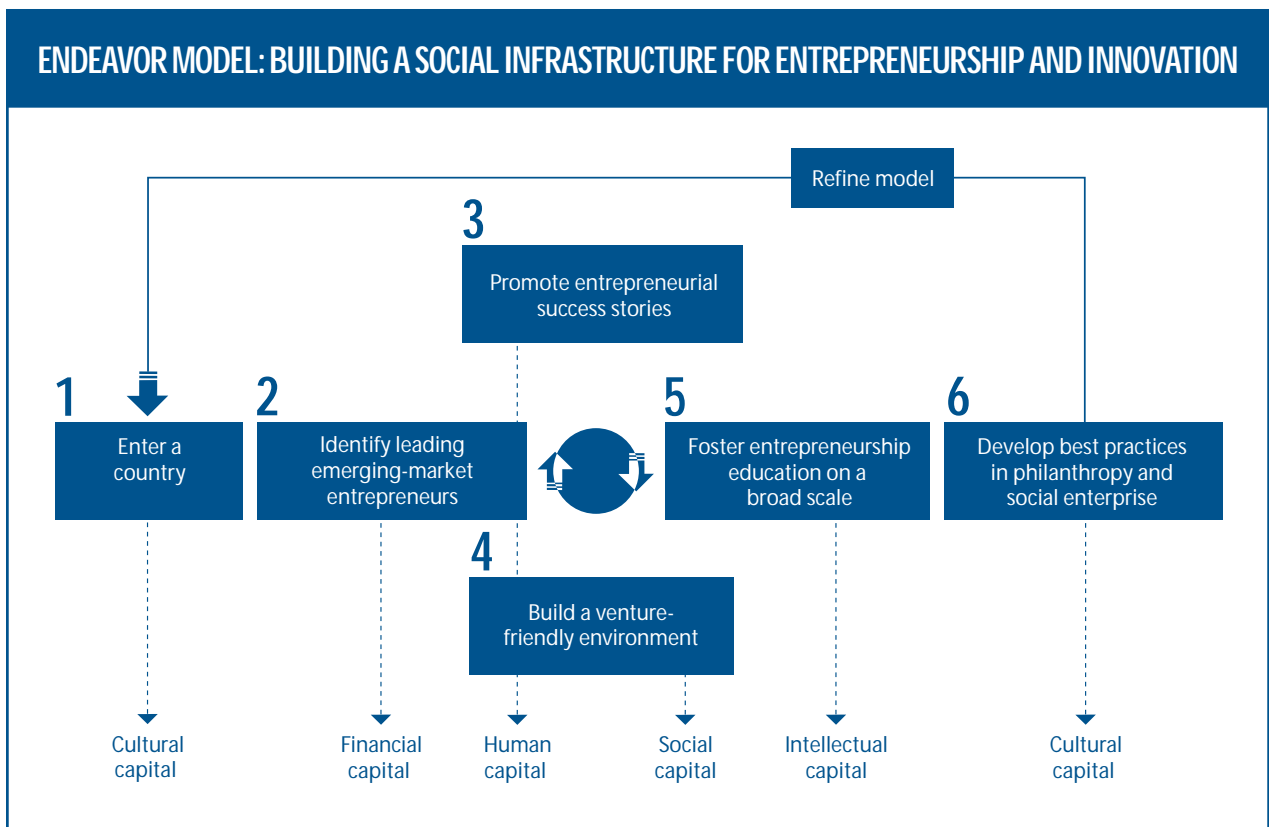 ENDEAVOR MODEL: BUILDING A SOCIAL INFRASTRUCTURE FOR ENTREPRENEURSHIP AND INNOVATION
Refine model
1
Enter a
country
2
Identify leading
emerging-market
entrepreneurs
3
Promote entrepreneurial
success stories
4
Build a venture-
friendly environment
5
Foster entrepreneurship
education on a
broad scale
6
Develop best practices
in philanthropy and
social enterprise
Cultural
capital
Financial
capital
Human
capital
Social
capital
Intellectual
capital
Cultural
capital